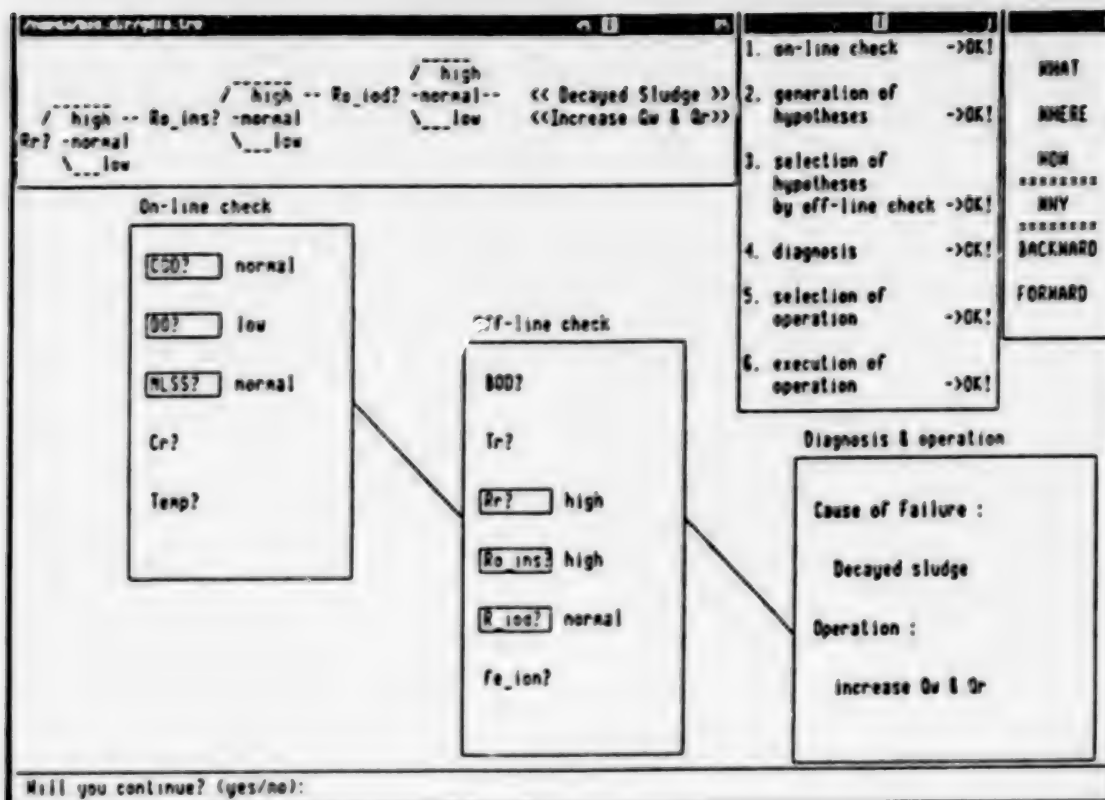 high
high -- Ro_iod? -normal-- << Decayed Sludge >>
high -- Ro_ins? -normal \___low <<Increase Qw & Qr>>
Rr? -normal \___low
\___low
1. on-line check ->OK!
2. generation of
hypotheses ->OK!
3. selection of
hypotheses
by off-line check ->OK!
4. diagnosis ->OK!
5. selection of
operation ->OK!
6. execution of
operation ->OK!
WHAT
WHERE
HOW
********
WHY
********
BACKWARD
FORWARD
On-line check
COD? normal
DO? low
MLSS? normal
Cr?
Temp?
Off-line check
BOD?
Tr?
Rr? high
Ro_ins? high
R_iod? normal
fe_ion?
Diagnosis & operation
Cause of Failure :
Decayed sludge
Operation :
increase Qw & Qr
Will you continue? (yes/no):